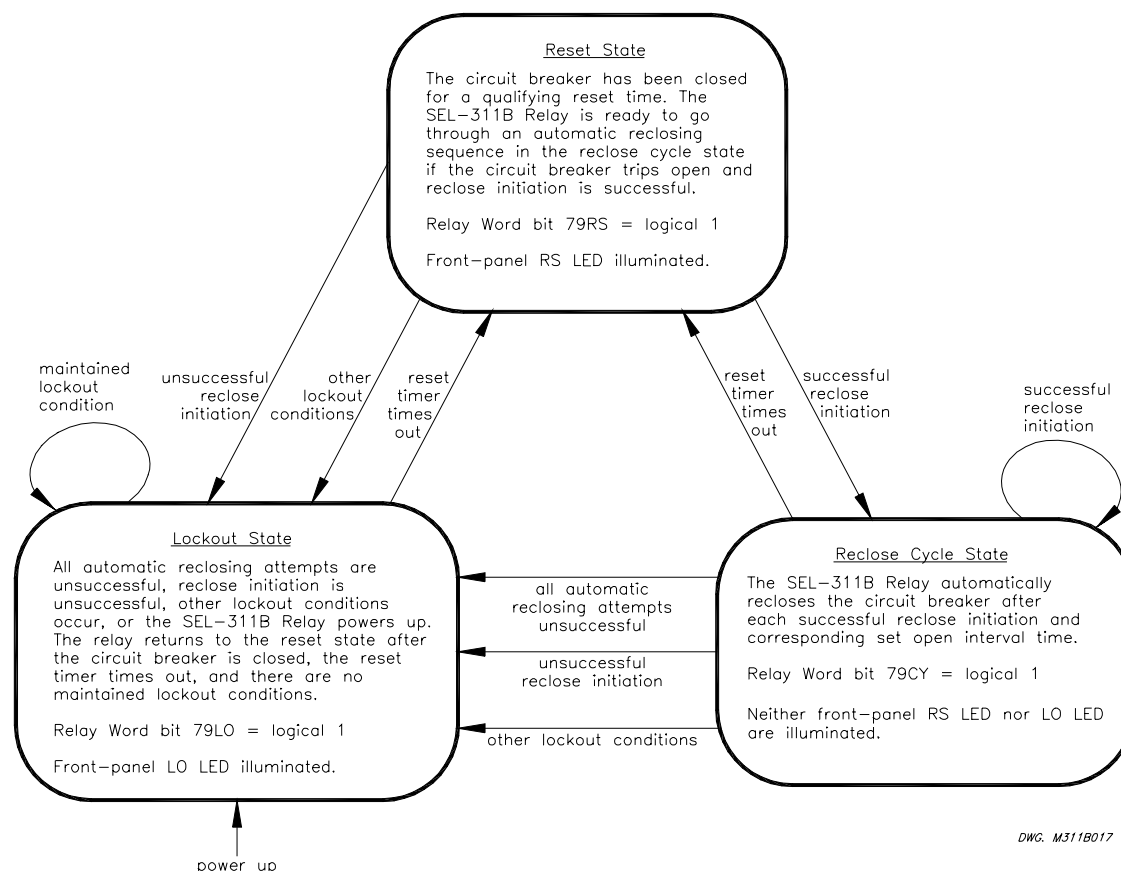 Reset State
The circuit breaker has been closed
for a qualifying reset time. The
SEL-311B Relay is ready to go
through an automatic reclosing
sequence in the reclose cycle state
if the circuit breaker trips open and
reclose initiation is successful.
Relay Word bit 79RS = logical 1
Front-panel RS LED illuminated.
maintained
lockout
condition
unsuccessful
reclose
initiation
other
lockout
conditions
reset
timer
times
out
reset
timer
times
out
successful
reclose
initiation
successful
reclose
initiation
Lockout State
All automatic reclosing attempts are
unsuccessful, reclose initiation is
unsuccessful, other lockout conditions
occur, or the SEL-311B Relay powers up.
The relay returns to the reset state after
the circuit breaker is closed, the reset
timer times out, and there are no
maintained lockout conditions.
Relay Word bit 79LO = logical 1
Front-panel LO LED illuminated.
all automatic
reclosing attempts
unsuccessful
unsuccessful
reclose initiation
other lockout conditions
Reclose Cycle State
The SEL-311B Relay automatically
recloses the circuit breaker after
each successful reclose initiation and
corresponding set open interval time.
Relay Word bit 79CY = logical 1
Neither front-panel RS LED nor LO LED
are illuminated.
power up
DWG. M311B017